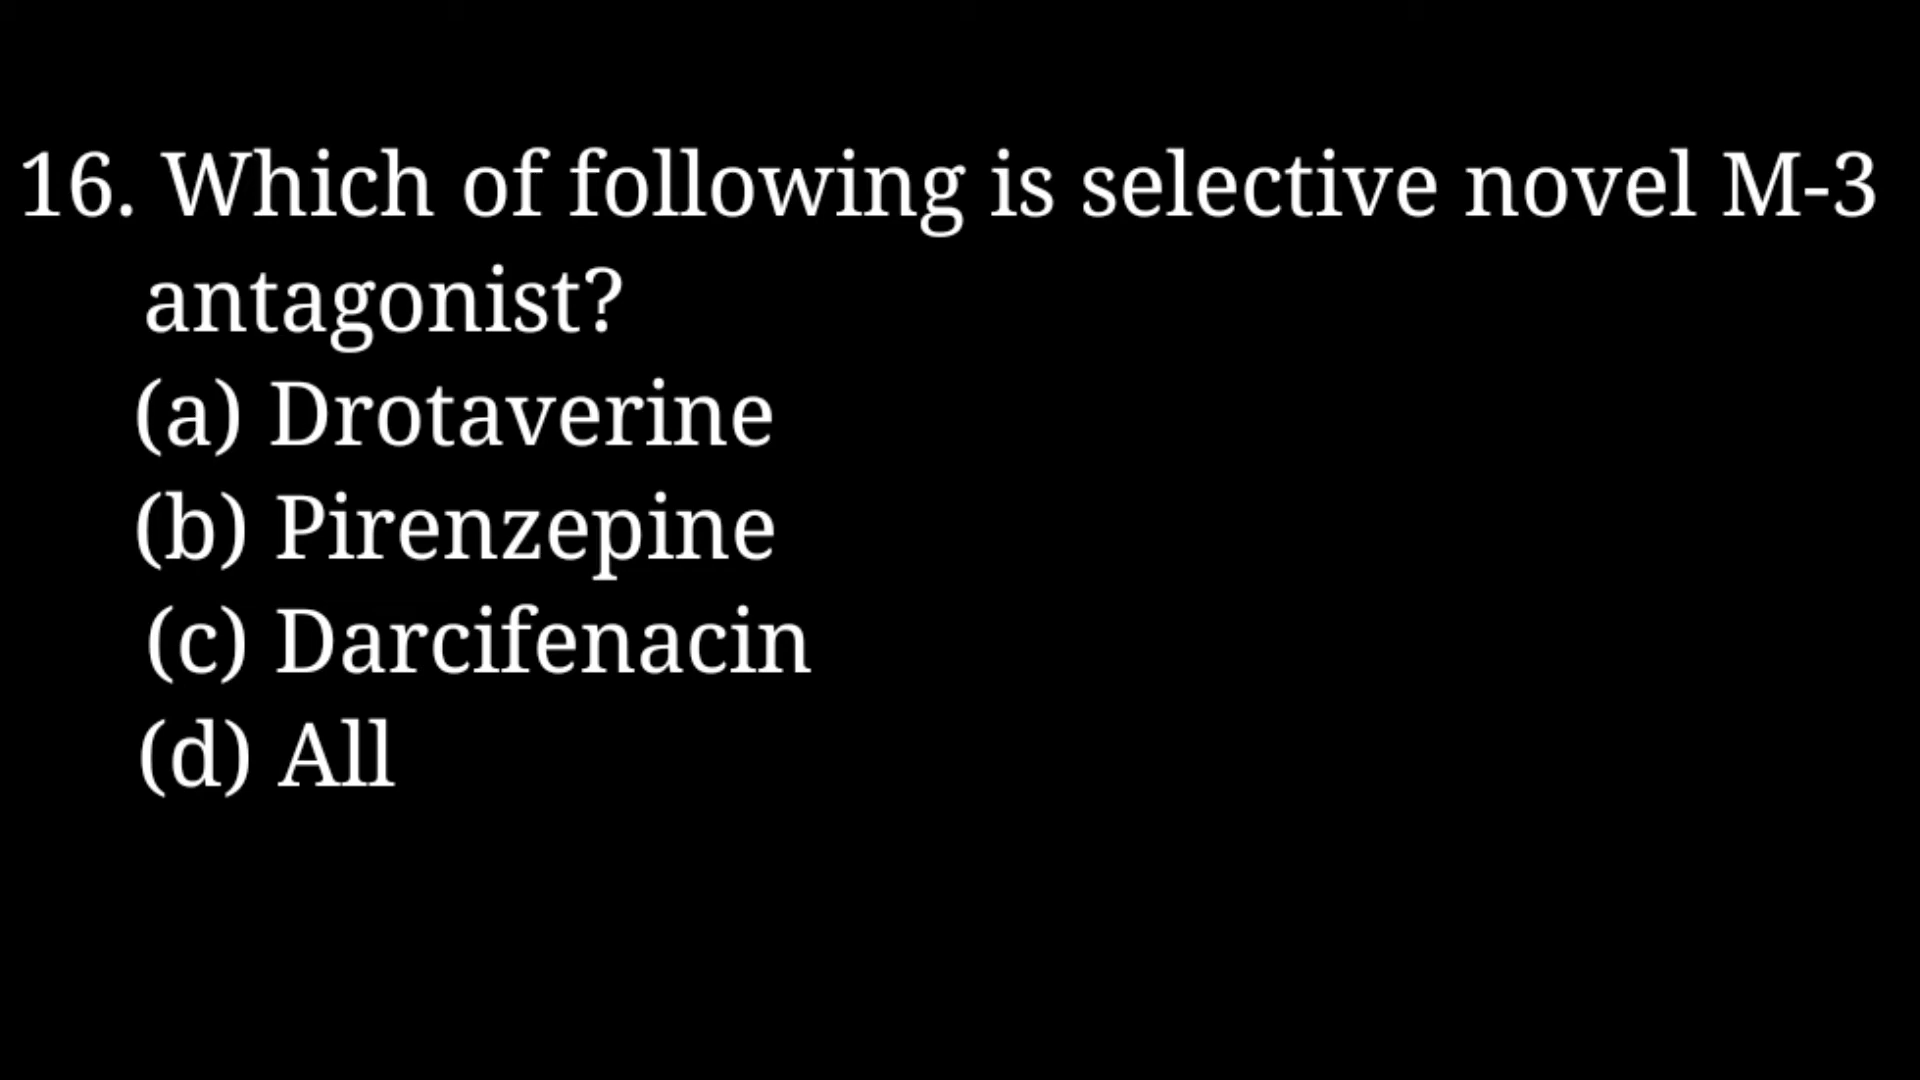 16. Which of following is selective novel M-3
antagonist?
(a) Drotaverine
(b) Pirenzepine
(c) Darcifenacin
(d) All